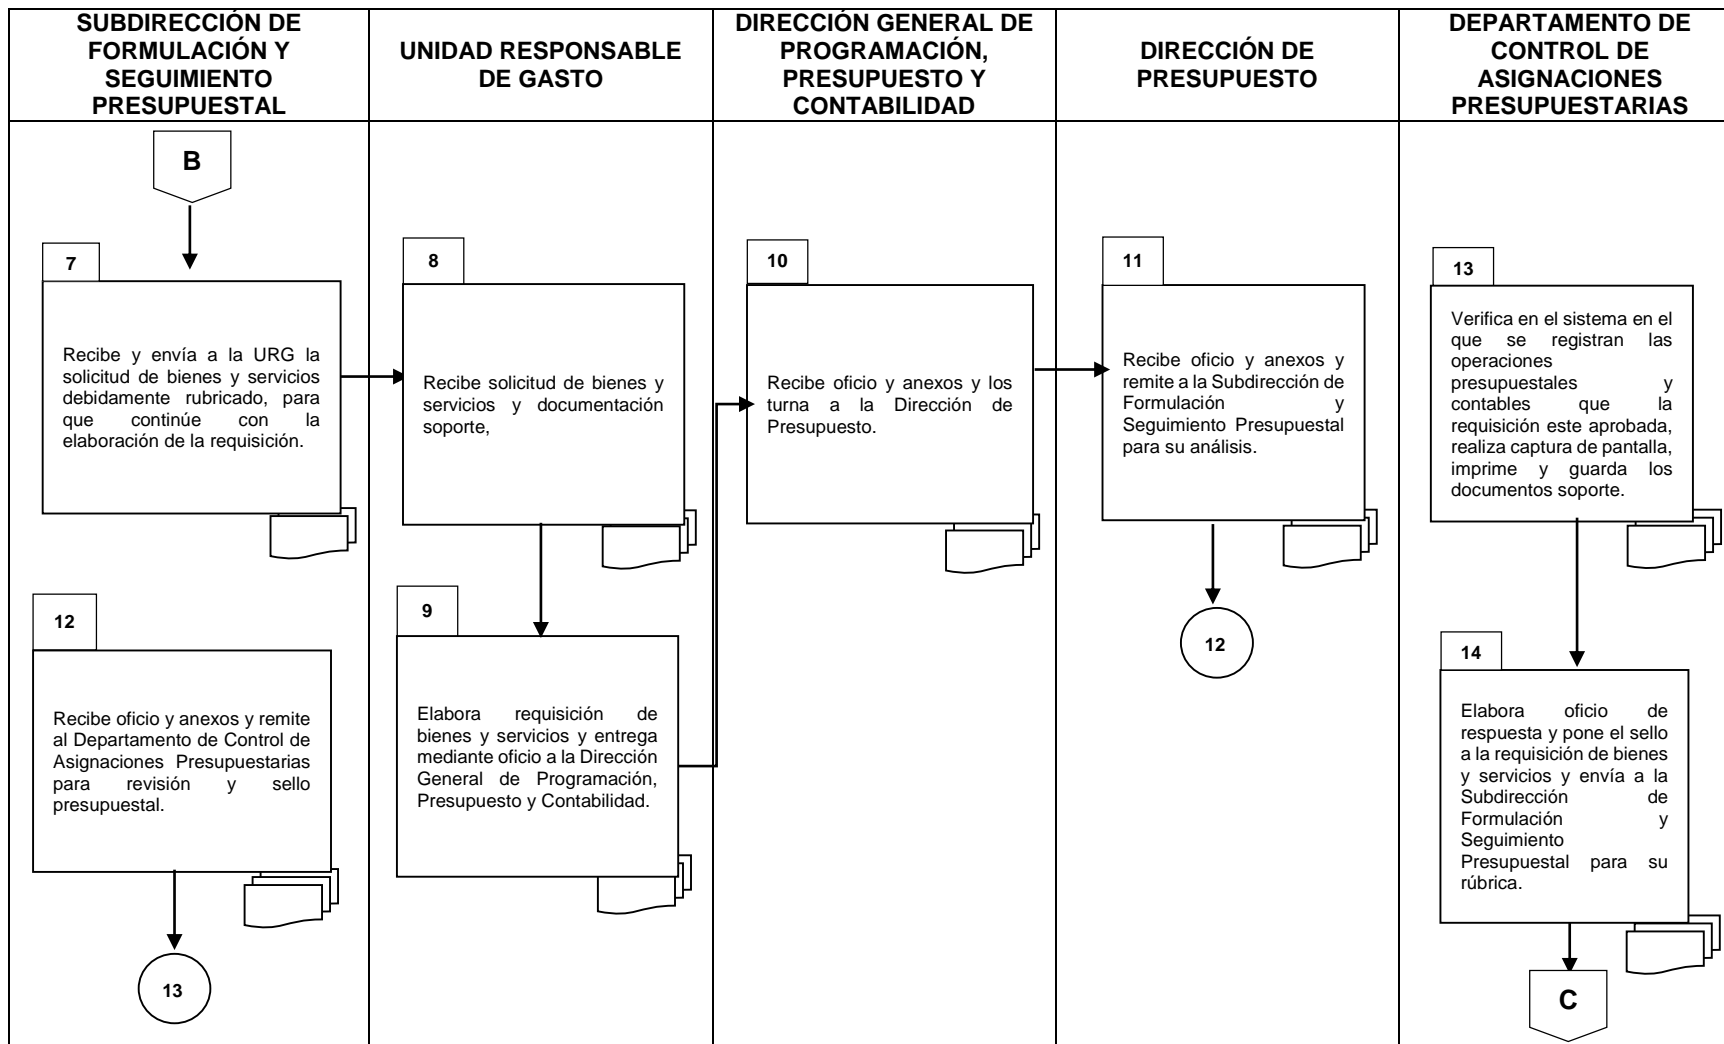 SUBDIRECCIÓN DE
FORMULACIÓN Y
SEGUIMIENTO
PRESUPUESTAL
UNIDAD RESPONSABLE
DE GASTO
DIRECCIÓN GENERAL DE
PROGRAMACIÓN,
PRESUPUESTO Y
CONTABILIDAD
DIRECCIÓN DE
PRESUPUESTO
DEPARTAMENTO DE
CONTROL DE
ASIGNACIONES
PRESUPUESTARIAS
B
7
Recibe y envía a la URG la
solicitud de bienes y servicios
debidamente rubricado, para
que continúe con la
elaboración de la requisición.
8
Recibe solicitud de bienes y
servicios y documentación
soporte,
10
Recibe oficio y anexos y los
turna a la Dirección de
Presupuesto.
11
Recibe oficio y anexos y
remite a la Subdirección de
Formulación y
Seguimiento Presupuestal
para su análisis.
13
Verifica en el sistema en el
que se registran las
operaciones
presupuestales y
contables que la
requisición este aprobada,
realiza captura de pantalla,
imprime y guarda los
documentos soporte.
12
Recibe oficio y anexos y remite
al Departamento de Control de
Asignaciones Presupuestarias
para revisión y sello
presupuestal.
13
9
Elabora requisición de
bienes y servicios y entrega
mediante oficio a la Dirección
General de Programación,
Presupuesto y Contabilidad.
12
14
Elabora oficio de
respuesta y pone el sello
a la requisición de bienes
y servicios y envía a la
Subdirección de
Formulación y
Seguimiento
Presupuestal para su
rúbrica.
C